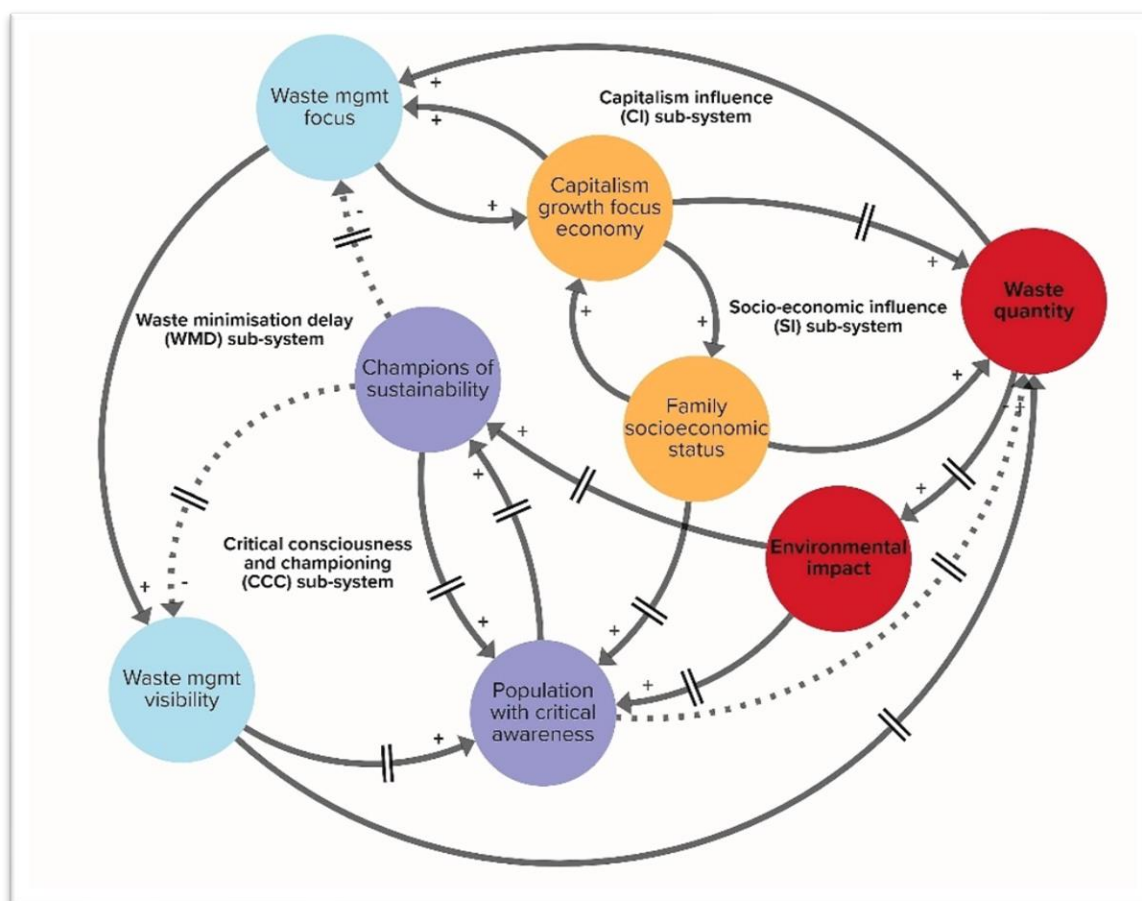 Waste mgmt
focus
+
+
Capitalism influence
(CI) sub-system
Capitalism
growth focus
economy
+
-
+
Waste
quantity
Waste minimisation delay
(WMD) sub-system
+
+
Socio-economic influence
(SI) sub-system
Champions of
sustainability
+
Family
socioeconomic
status
- +
+
+
+
Environmental
impact
Critical consciousness
and championing
(CCC) sub-system
+
-
+
+
Waste mgmt
visibility
+
Population
with critical
awareness
+